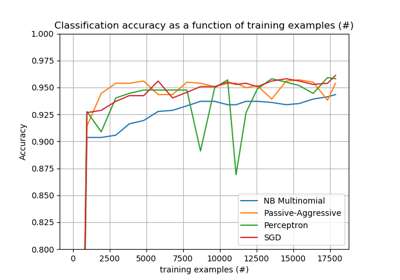 Classification accuracy as a function of training examples (#)
1.000
0.975
0.950
0.925
0.900
0.875
0.850
0.825
0.800
Accuracy
NB Multinomial
Passive-Aggressive
Perceptron
SGD
0 2500 5000 7500 10000 12500 15000 17500
training examples (#)